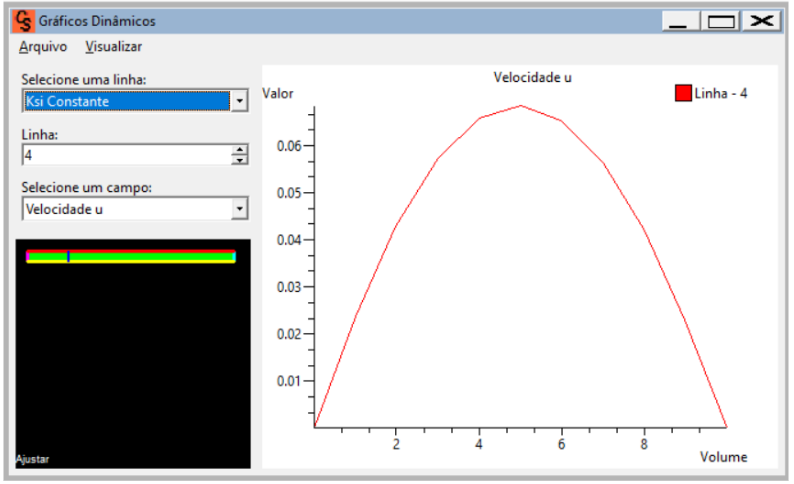 Gráficos Dinâmicos
Arquivo Visualizar
Selecione uma linha:
Ksi Constante
Linha:
4
Selecione um campo:
Velocidade u
Ajustar
Velocidade u
Valor
Linha - 4
0.06
0.05
0.04
0.03
0.02
0.01
2 4 6 8
Volume